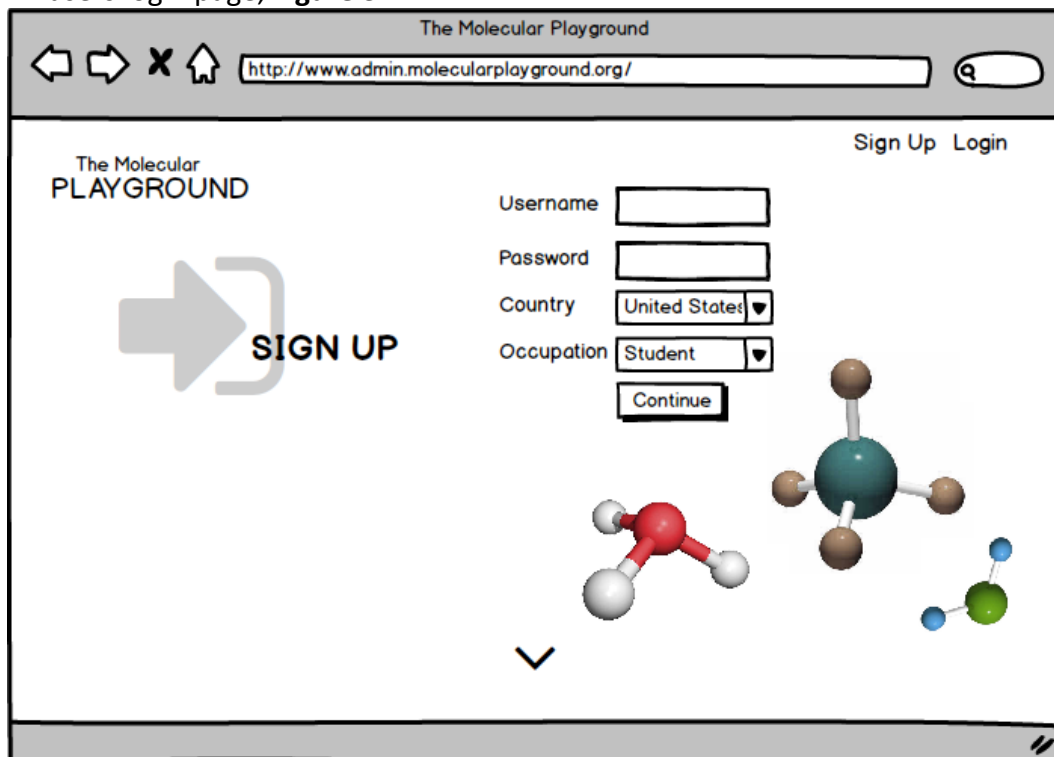 The Molecular Playground
http://www.admin.molecularplayground.org/
Sign Up Login
The Molecular
PLAYGROUND
Username
Password
Country United States
Occupation Student
Continue
SIGN UP